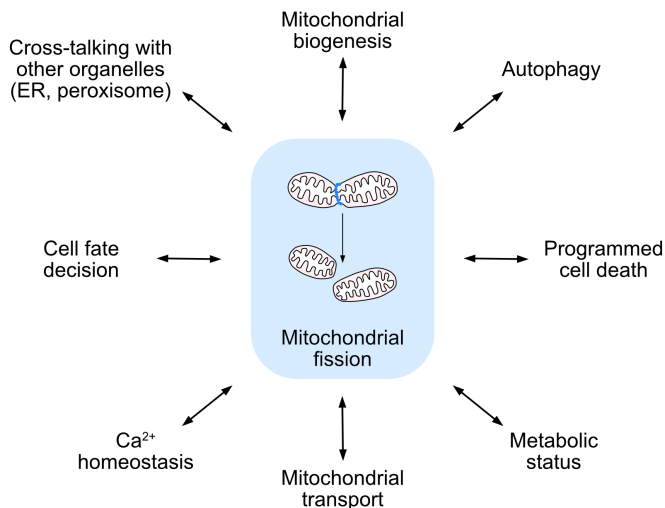 Mitochondrial
biogenesis
Cross-talking with
other organelles
(ER, peroxisome)
Autophagy
Cell fate
decision
Programmed
cell death
Mitochondrial
fission
Ca²⁺
homeostasis
Metabolic
status
Mitochondrial
transport